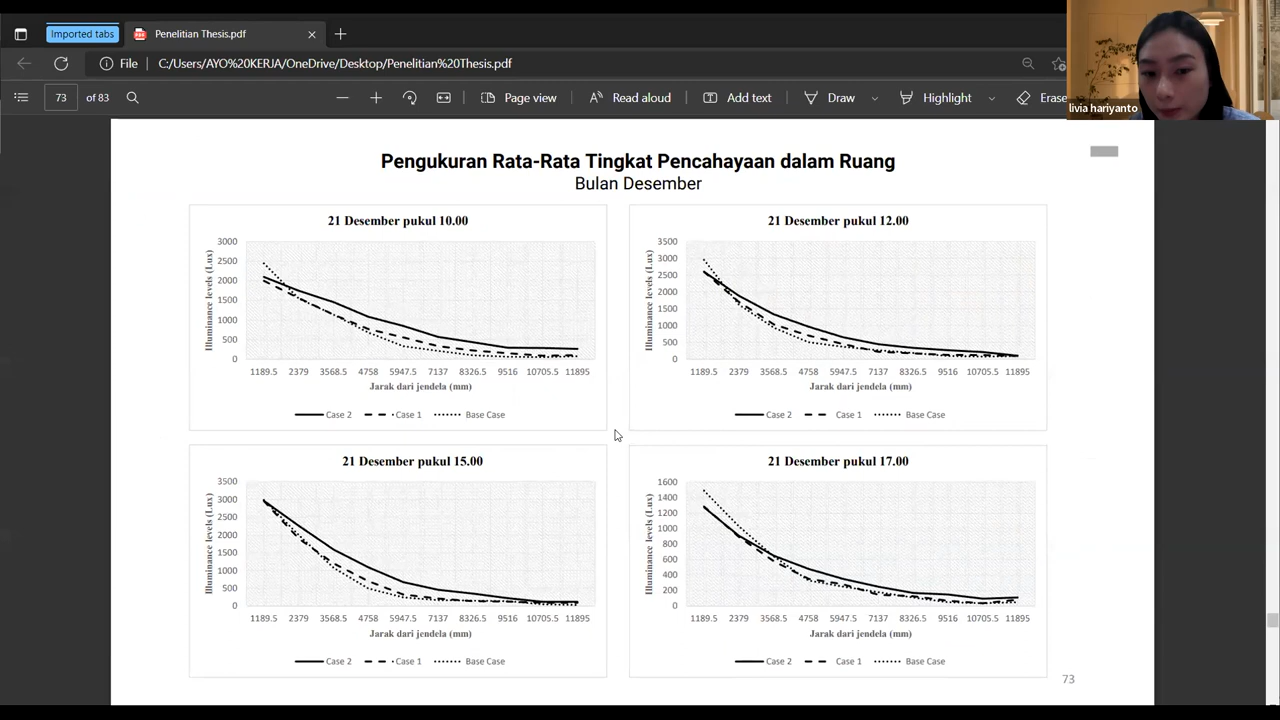 Imported tabs
Penelitian Thesis.pdf
File
C:/Users/AYO%20KERJA/OneDrive/Desktop/Penelitian%20Thesis.pdf
73 of 83
Page view
Read aloud
Add text
Draw
Highlight
Erase
livia hariyanto
Pengukuran Rata-Rata Tingkat Pencahayaan dalam Ruang
Bulan Desember
21 Desember pukul 10.00
Illuminance levels (Lux)
3000
2500
2000
1500
1000
500
0
1189.5 2379 3568.5 4758 5947.5 7137 8326.5 9516 10705.5 11895
Jarak dari jendela (mm)
Case 2 Case 1 Base Case
21 Desember pukul 12.00
Illuminance levels (Lux)
3500
3000
2500
2000
1500
1000
500
0
1189.5 2379 3568.5 4758 5947.5 7137 8326.5 9516 10705.5 11895
Jarak dari jendela (mm)
Case 2 Case 1 Base Case
21 Desember pukul 15.00
Illuminance levels (Lux)
3500
3000
2500
2000
1500
1000
500
0
1189.5 2379 3568.5 4758 5947.5 7137 8326.5 9516 10705.5 11895
Jarak dari jendela (mm)
Case 2 Case 1 Base Case
21 Desember pukul 17.00
Illuminance levels (Lux)
1600
1400
1200
1000
800
600
400
200
0
1189.5 2379 3568.5 4758 5947.5 7137 8326.5 9516 10705.5 11895
Jarak dari jendela (mm)
Case 2 Case 1 Base Case
73